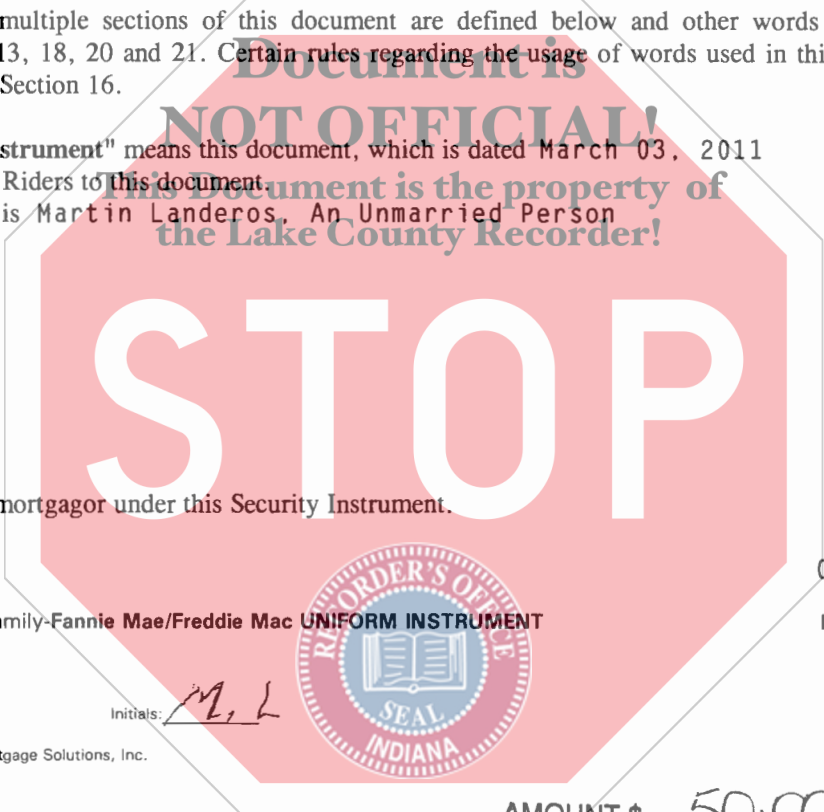 multiple sections of this document are defined below and other words
13, 18, 20 and 21. Certain rules regarding the usage of words used in this
Document is
Section 16.
NOT OFFICIAL!
strument" means this document, which is dated March 03, 2011
Riders to this document.
This Document is the property of
is Martin Landeros, An Unmarried Person
the Lake County Recorder!
STOP
mortgagor under this Security Instrument.
RECORDER'S OFFICE
mily-Fannie Mae/Freddie Mac UNIFORM INSTRUMENT
SEAL
INDIANA
Initials: M, L
tgage Solutions, Inc.
AMOUNT $ 50.00